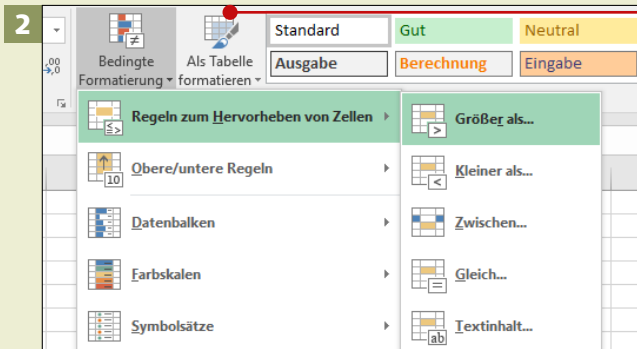 2
Standard
Gut
Neutral
,00
→,0
Bedingte
Formatierung
Als Tabelle
formatieren
Ausgabe
Berechnung
Eingabe
Regeln zum Hervorheben von Zellen
Größer als...
10
Obere/untere Regeln
Kleiner als...
Datenbalken
Zwischen...
Farbskalen
Gleich...
Symbolsätze
ab
Textinhalt...